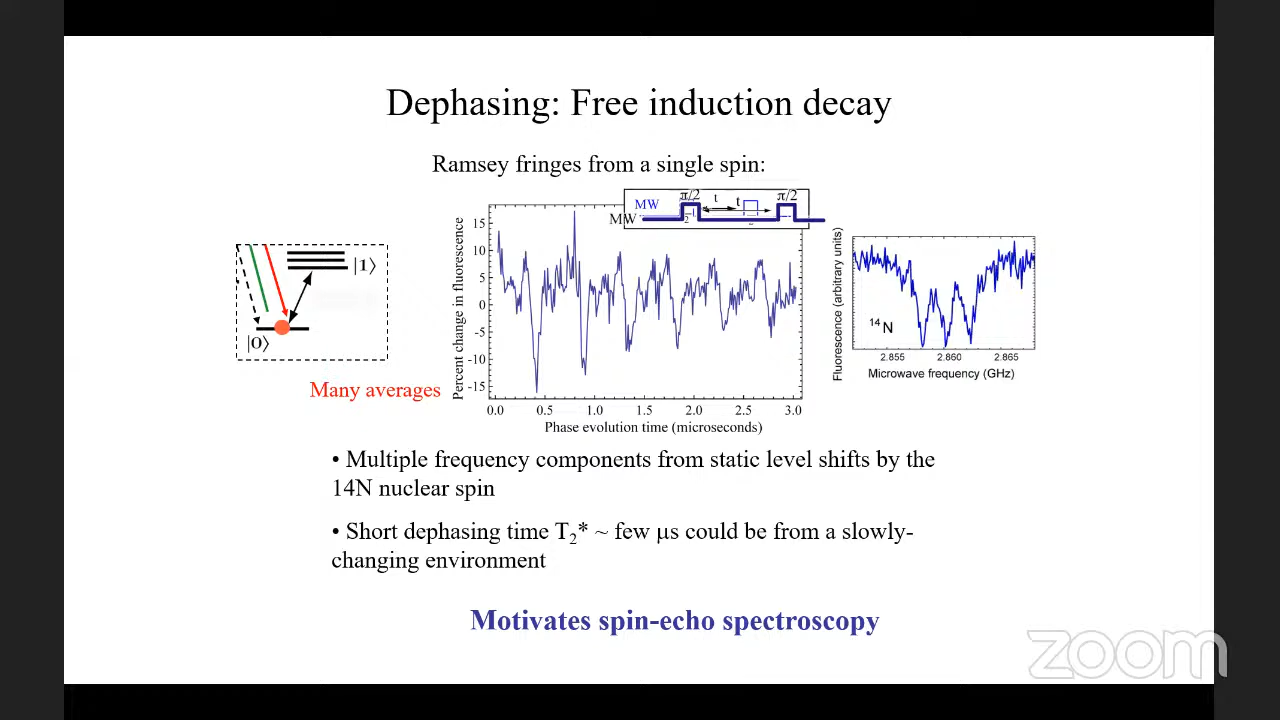 Dephasing: Free induction decay
Ramsey fringes from a single spin:
π/2 t π/2
MW t
MW
|1⟩
|0⟩
Many averages
Percent change in fluorescence
15
10
5
0
-5
-10
-15
0.0 0.5 1.0 1.5 2.0 2.5 3.0
Phase evolution time (microseconds)
Fluorescence (arbitrary units)
14N
2.855 2.860 2.865
Microwave frequency (GHz)
• Multiple frequency components from static level shifts by the
14N nuclear spin
• Short dephasing time T2* ~ few μs could be from a slowly-
changing environment
Motivates spin-echo spectroscopy
zoom